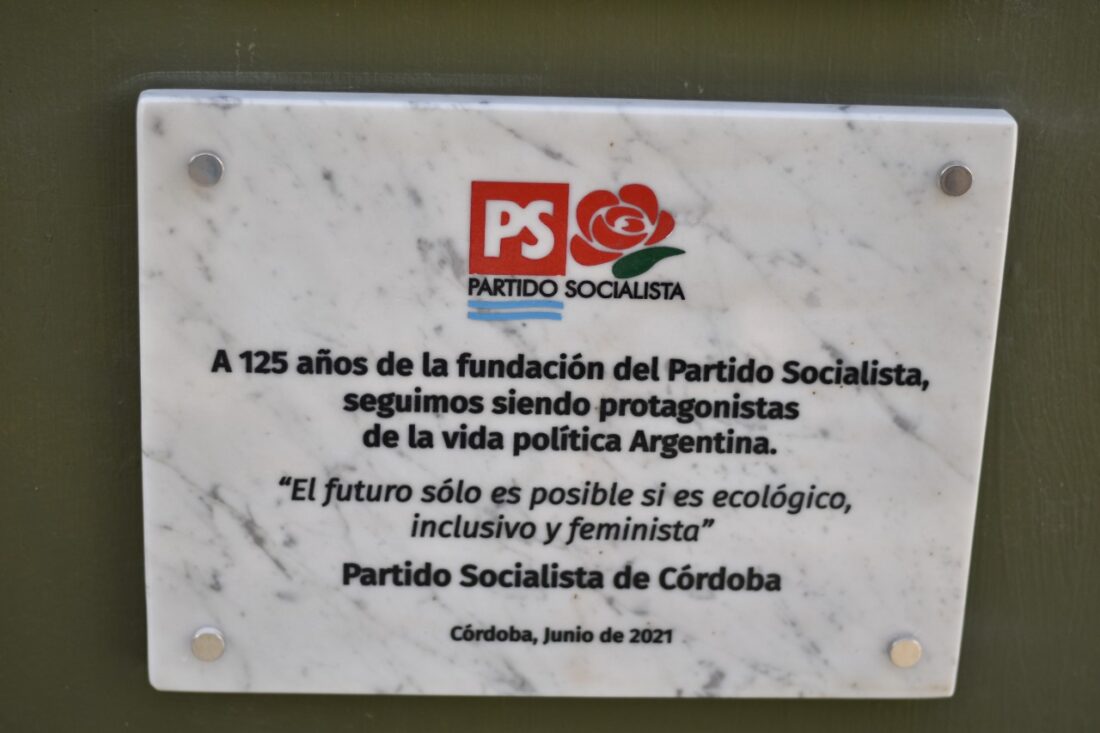 PS
PARTIDO SOCIALISTA
A 125 años de la fundación del Partido Socialista,
seguimos siendo protagonistas
de la vida política Argentina.
“El futuro sólo es posible si es ecológico,
inclusivo y feminista”
Partido Socialista de Córdoba
Córdoba, Junio de 2021